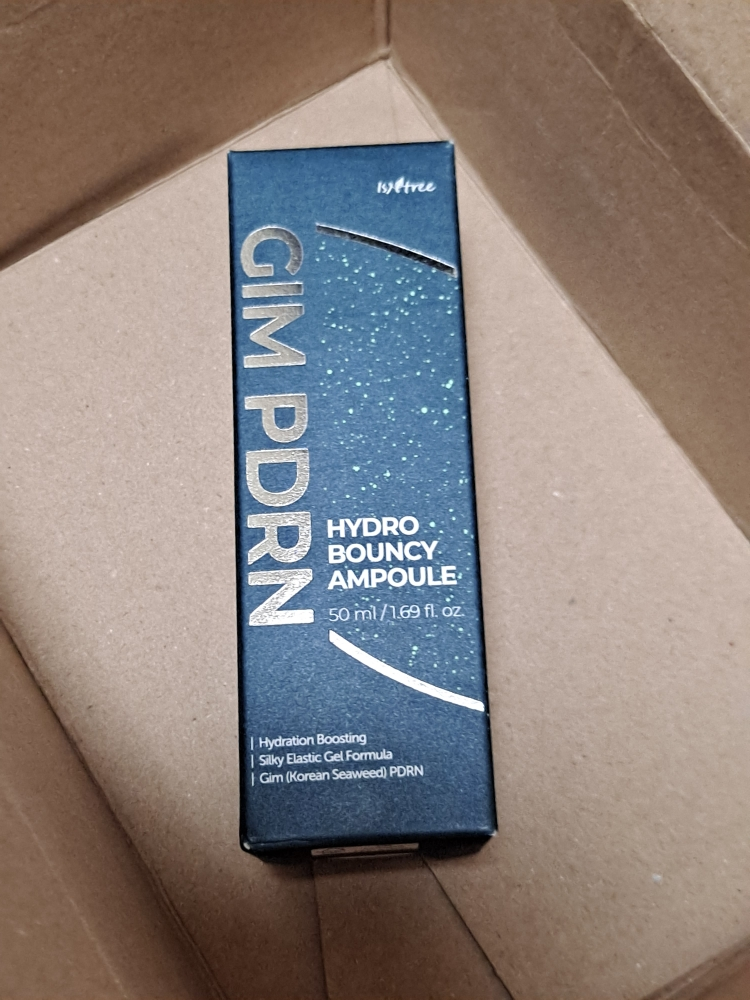 Isntree
GIM PDRN
HYDRO
BOUNCY
AMPOULE
50 ml / 1.69 fl. oz.
| Hydration Boosting
| Silky Elastic Gel Formula
| Gim (Korean Seaweed) PDRN